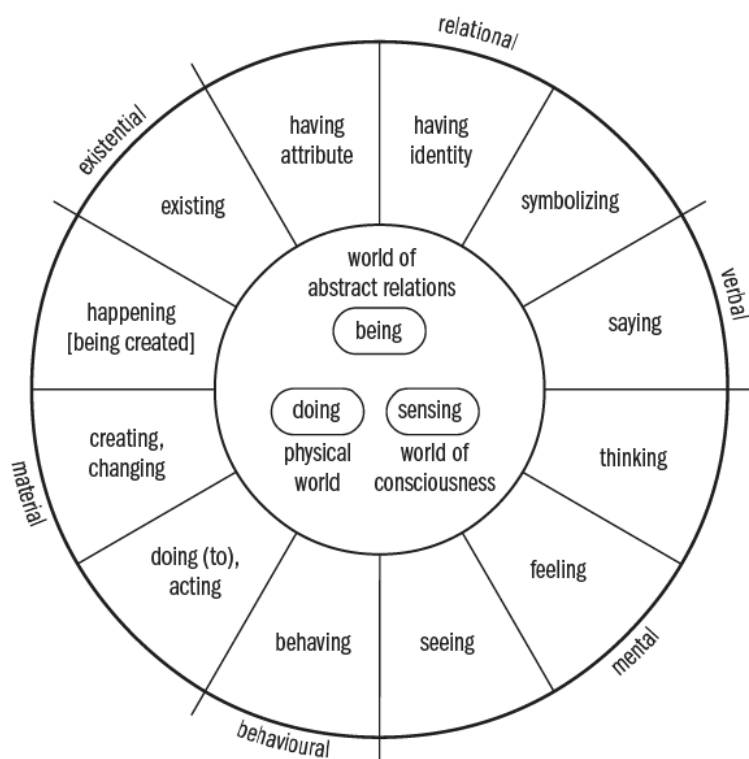 relational
existential
having
attribute
having
identity
existing
symbolizing
world of
abstract relations
being
verbal
happening
[being created]
saying
doing
sensing
physical
world
world of
consciousness
creating,
changing
thinking
material
doing (to),
acting
feeling
behaving
seeing
mental
behavioural